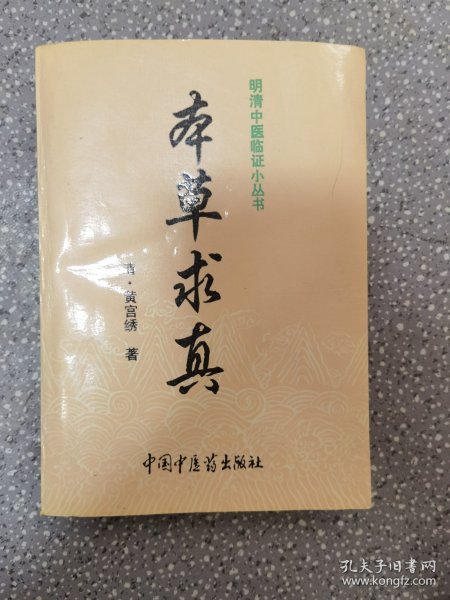 明清中医临证小丛书
本草求真
清·黄宫绣 著
中国中医药出版社
孔夫子旧书网
www.kongfz.com